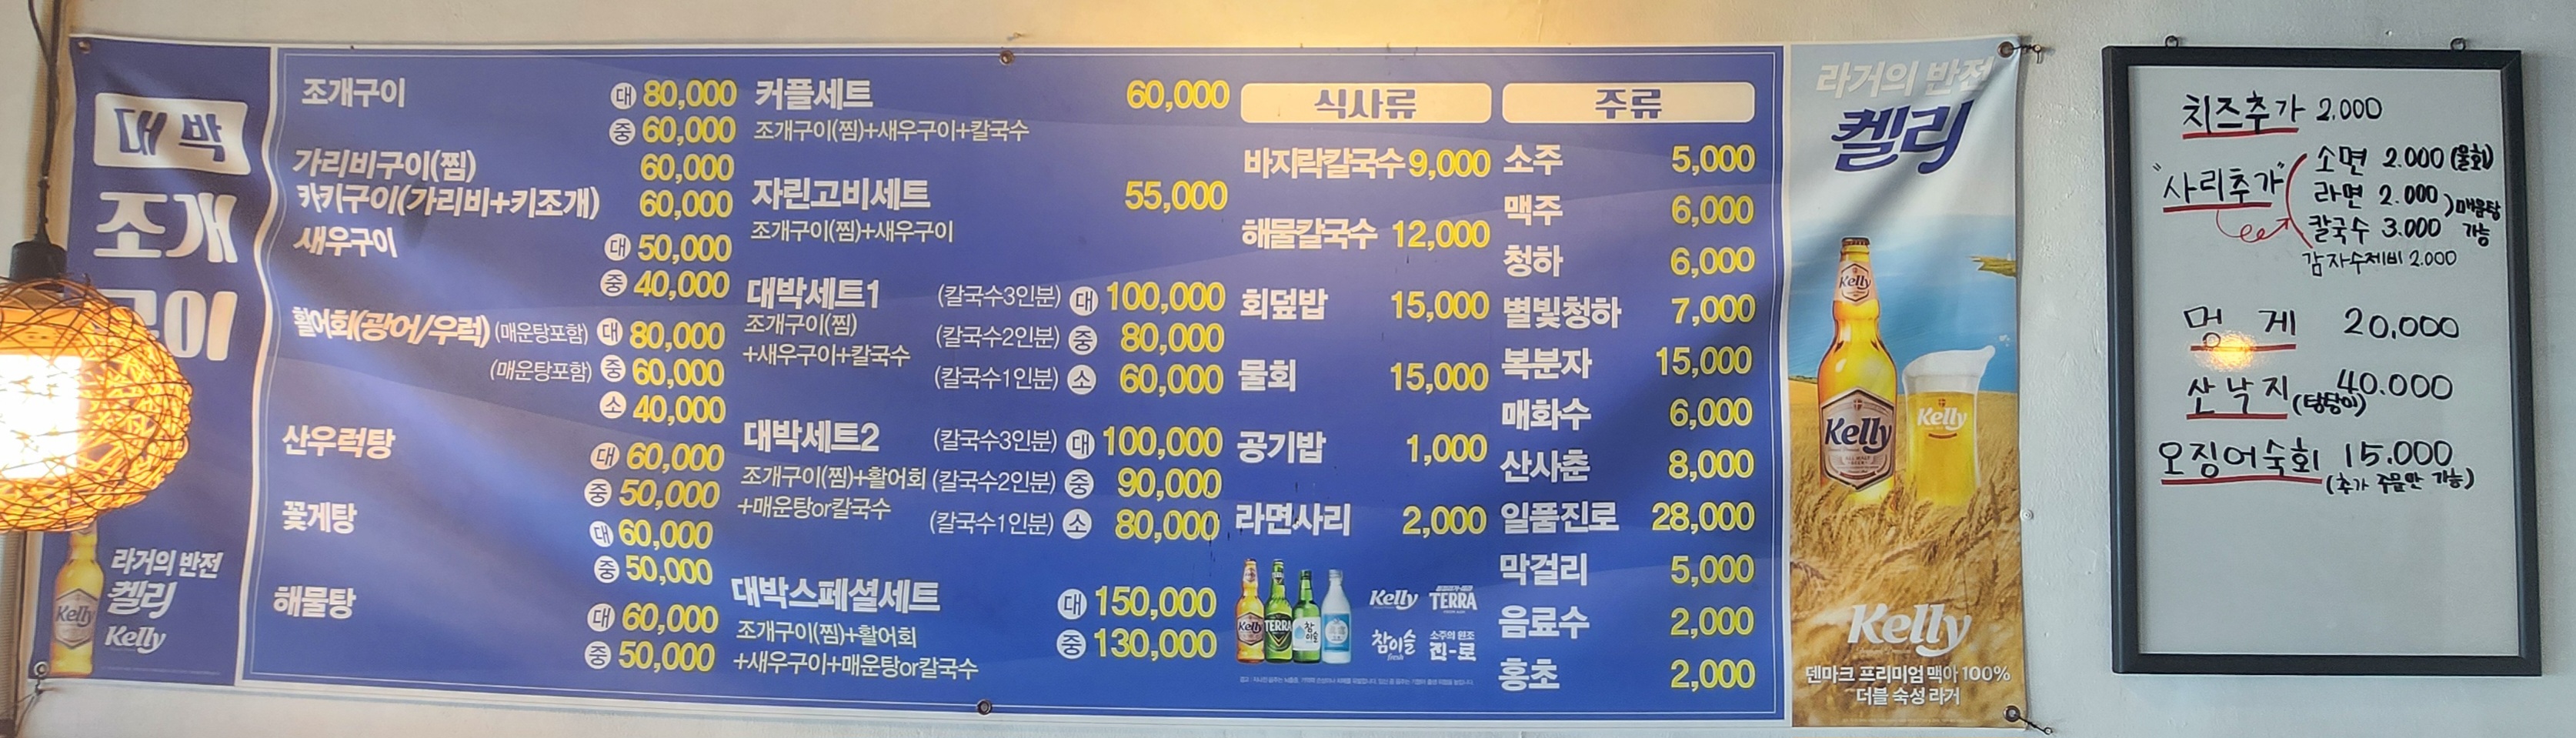 대박
조개
구이
라거의 반전
켈리
Kelly
조개구이 대 80,000
중 60,000
가리비구이(찜) 60,000
카키구이(가리비+키조개) 60,000
새우구이 대 50,000
중 40,000
활어회(광어/우럭) (매운탕포함) 대 80,000
(매운탕포함) 중 60,000
소 40,000
산우럭탕 대 60,000
중 50,000
꽃게탕 대 60,000
중 50,000
해물탕 대 60,000
중 50,000
커플세트 60,000
조개구이(찜)+새우구이+칼국수
자린고비세트 55,000
조개구이(찜)+새우구이
대박세트1 (칼국수3인분) 대 100,000
조개구이(찜) (칼국수2인분) 중 80,000
+새우구이+칼국수 (칼국수1인분) 소 60,000
대박세트2 (칼국수3인분) 대 100,000
조개구이(찜)+활어회 (칼국수2인분) 중 90,000
+매운탕or칼국수 (칼국수1인분) 소 80,000
대박스페셜세트 대 150,000
조개구이(찜)+활어회 중 130,000
+새우구이+매운탕or칼국수
식사류
바지락칼국수 9,000
해물칼국수 12,000
회덮밥 15,000
물회 15,000
공기밥 1,000
라면사리 2,000
Kelly TERRA
참이슬 fresh
소주의 원조
진로
주류
소주 5,000
맥주 6,000
청하 6,000
별빛청하 7,000
복분자 15,000
매화수 6,000
산사춘 8,000
일품진로 28,000
막걸리 5,000
음료수 2,000
홍초 2,000
라거의 반전
켈리
Kelly
Kelly
Kelly
Kelly
덴마크 프리미엄 맥아 100%
더블 숙성 라거
치즈추가 2.000
"사리추가"
소면 2.000 (물회)
라면 2.000
칼국수 3.000
매운탕 가능
감자수제비 2.000
멍게 20,000
산낙지 (탕탕이) 40.000
오징어숙회 15.000
(추가 주문만 가능)